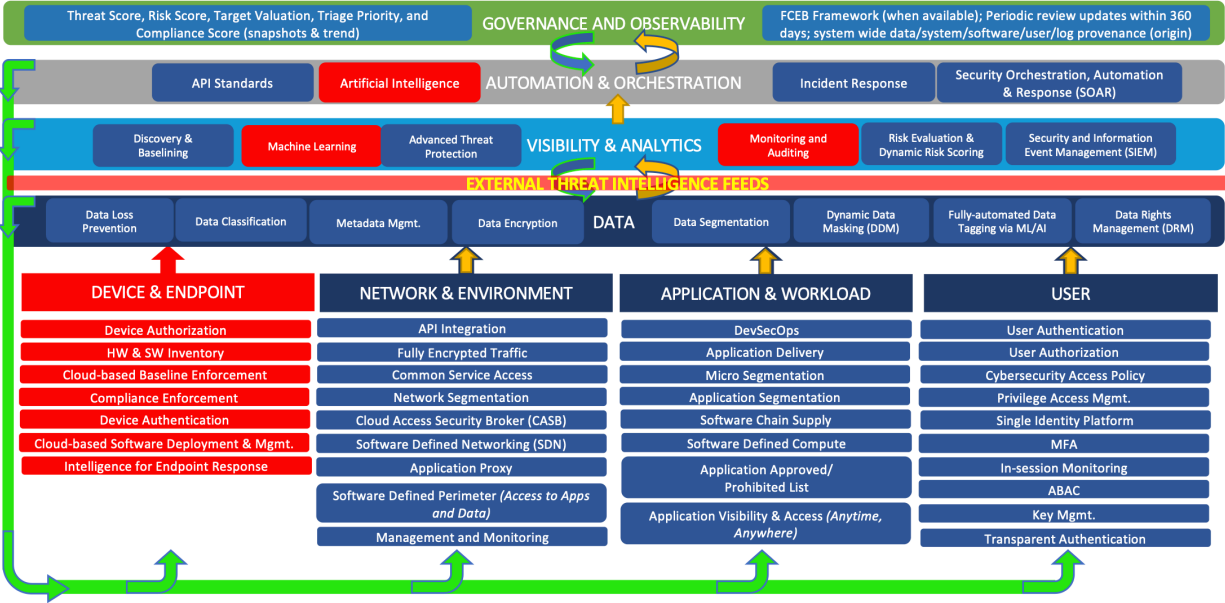 Threat Score, Risk Score, Target Valuation, Triage Priority, and
Compliance Score (snapshots & trend)
GOVERNANCE AND OBSERVABILITY
FCEB Framework (when available); Periodic review updates within 360
days; system wide data/system/software/user/log provenance (origin)
API Standards
Artificial Intelligence
AUTOMATION & ORCHESTRATION
Incident Response
Security Orchestration, Automation
& Response (SOAR)
Discovery &
Baselining
Machine Learning
Advanced Threat
Protection
VISIBILITY & ANALYTICS
Monitoring and
Auditing
Risk Evaluation &
Dynamic Risk Scoring
Security and Information
Event Management (SIEM)
EXTERNAL THREAT INTELLIGENCE FEEDS
Data Loss
Prevention
Data Classification
Metadata Mgmt.
Data Encryption
DATA
Data Segmentation
Dynamic Data
Masking (DDM)
Fully-automated Data
Tagging via ML/AI
Data Rights
Management (DRM)
DEVICE & ENDPOINT
Device Authorization
HW & SW Inventory
Cloud-based Baseline Enforcement
Compliance Enforcement
Device Authentication
Cloud-based Software Deployment & Mgmt.
Intelligence for Endpoint Response
NETWORK & ENVIRONMENT
API Integration
Fully Encrypted Traffic
Common Service Access
Network Segmentation
Cloud Access Security Broker (CASB)
Software Defined Networking (SDN)
Application Proxy
Software Defined Perimeter (Access to Apps
and Data)
Management and Monitoring
APPLICATION & WORKLOAD
DevSecOps
Application Delivery
Micro Segmentation
Application Segmentation
Software Chain Supply
Software Defined Compute
Application Approved/
Prohibited List
Application Visibility & Access (Anytime,
Anywhere)
USER
User Authentication
User Authorization
Cybersecurity Access Policy
Privilege Access Mgmt.
Single Identity Platform
MFA
In-session Monitoring
ABAC
Key Mgmt.
Transparent Authentication